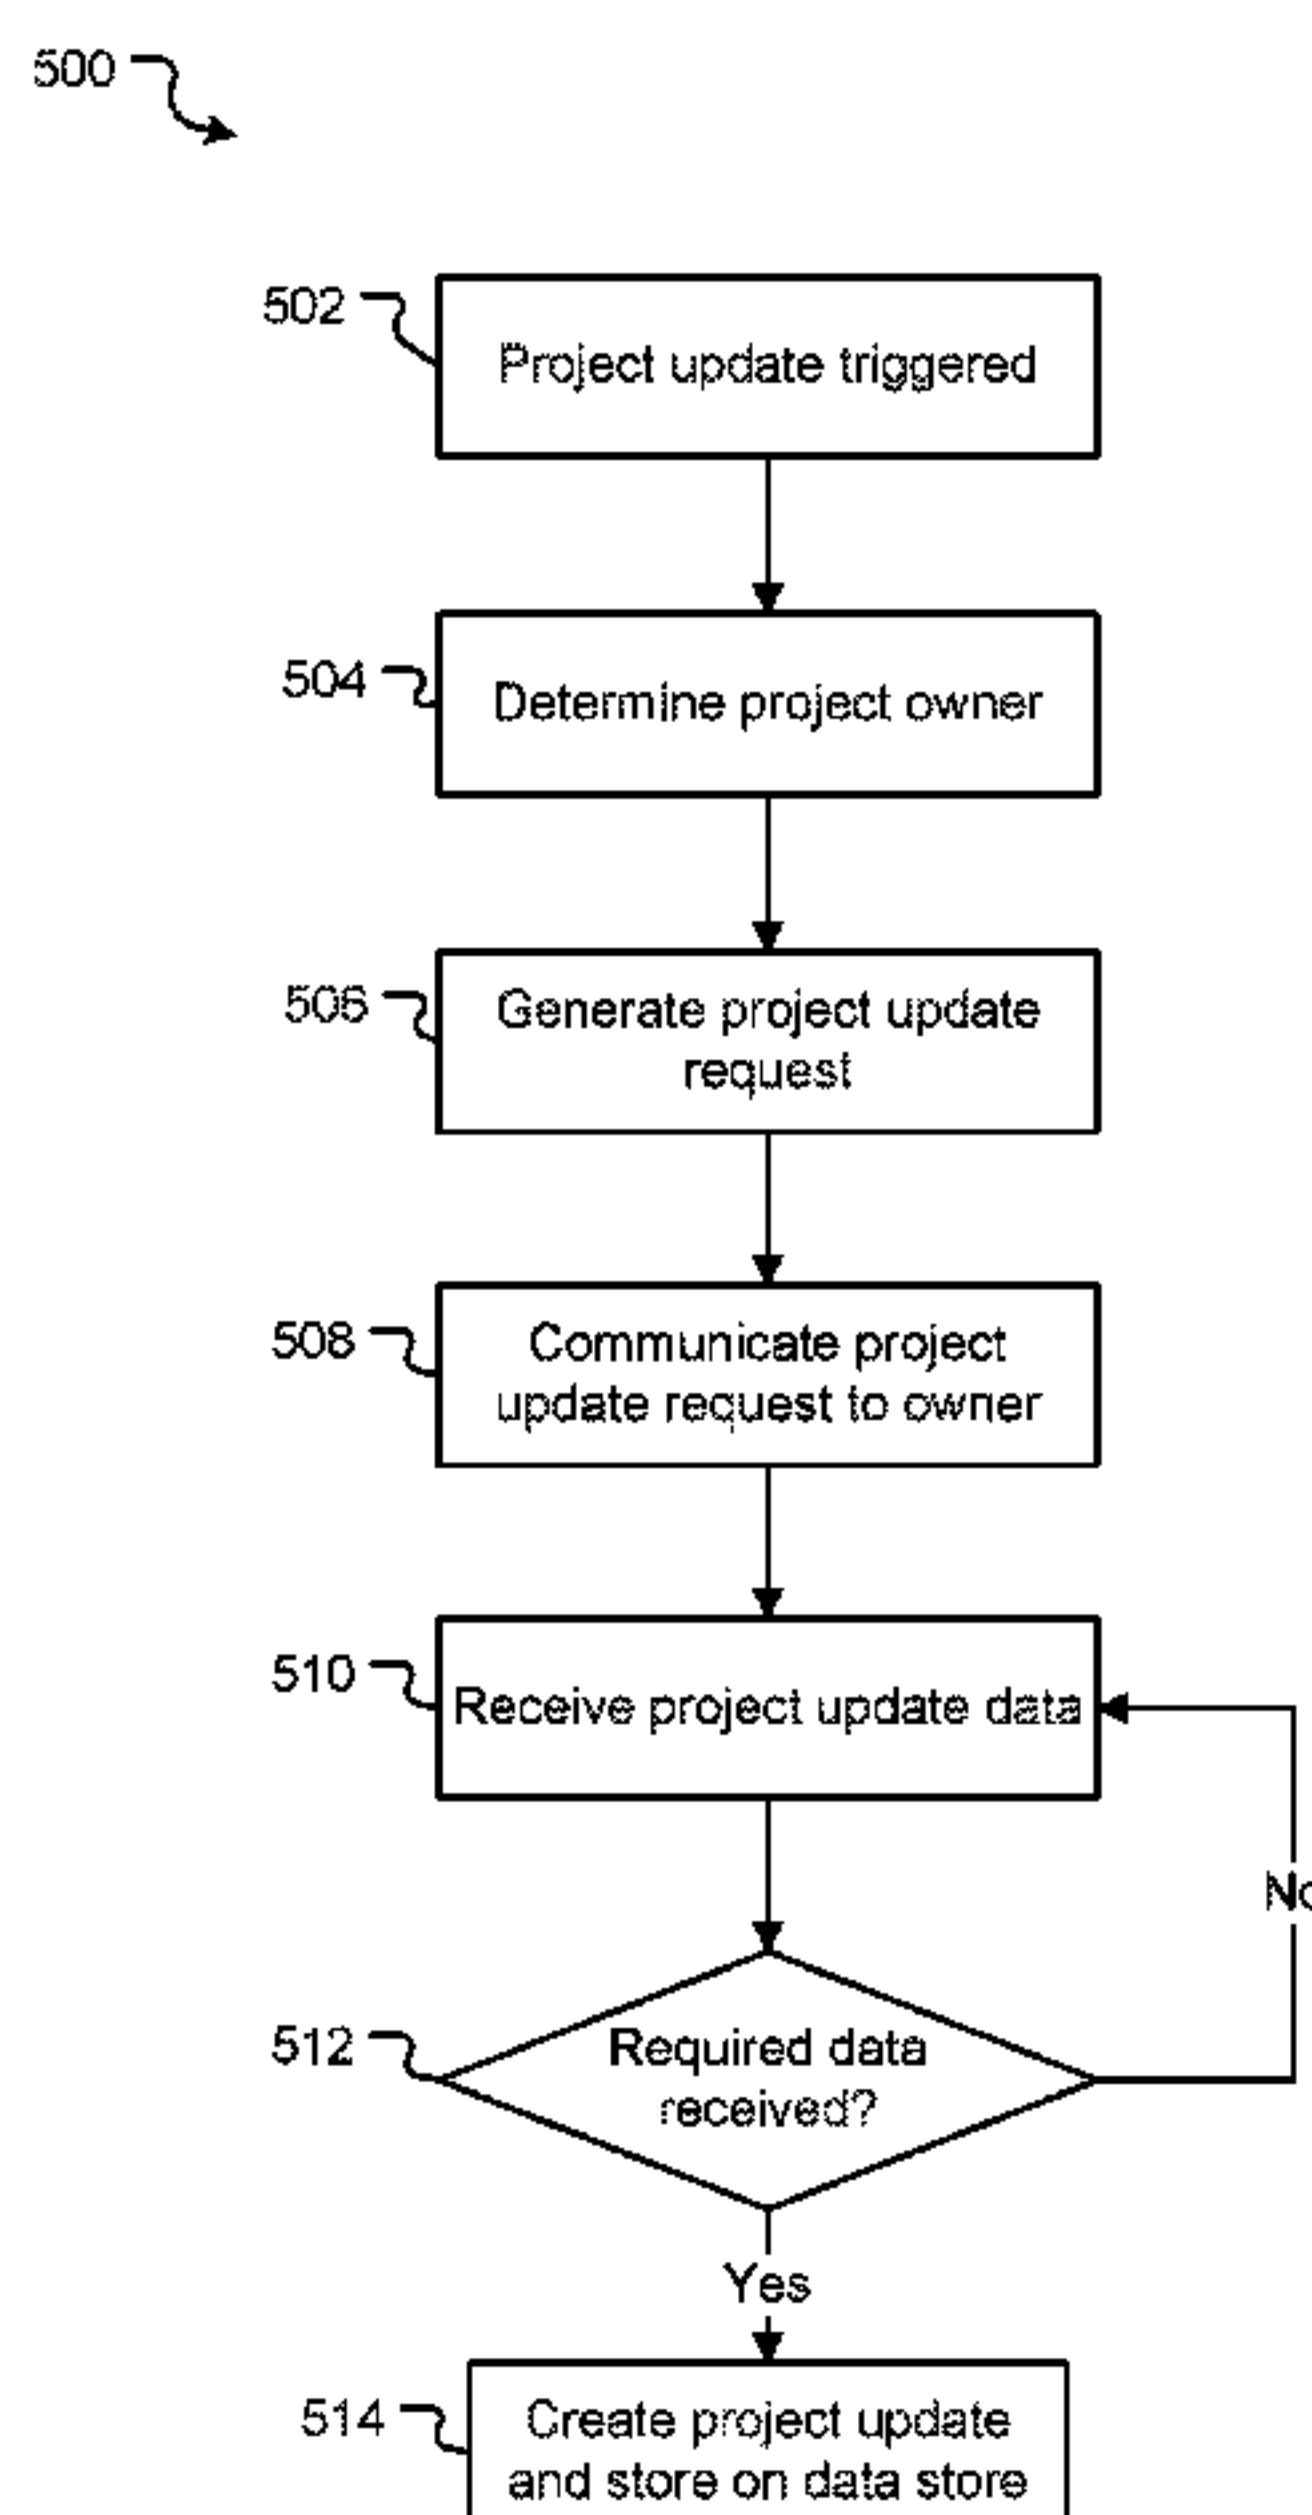 500
502
Project update triggered
504
Determine project owner
506
Generate project update
request
508
Communicate project
update request to owner
510
Receive project update data
No
512
Required data
received?
Yes
514
Create project update
and store on data store